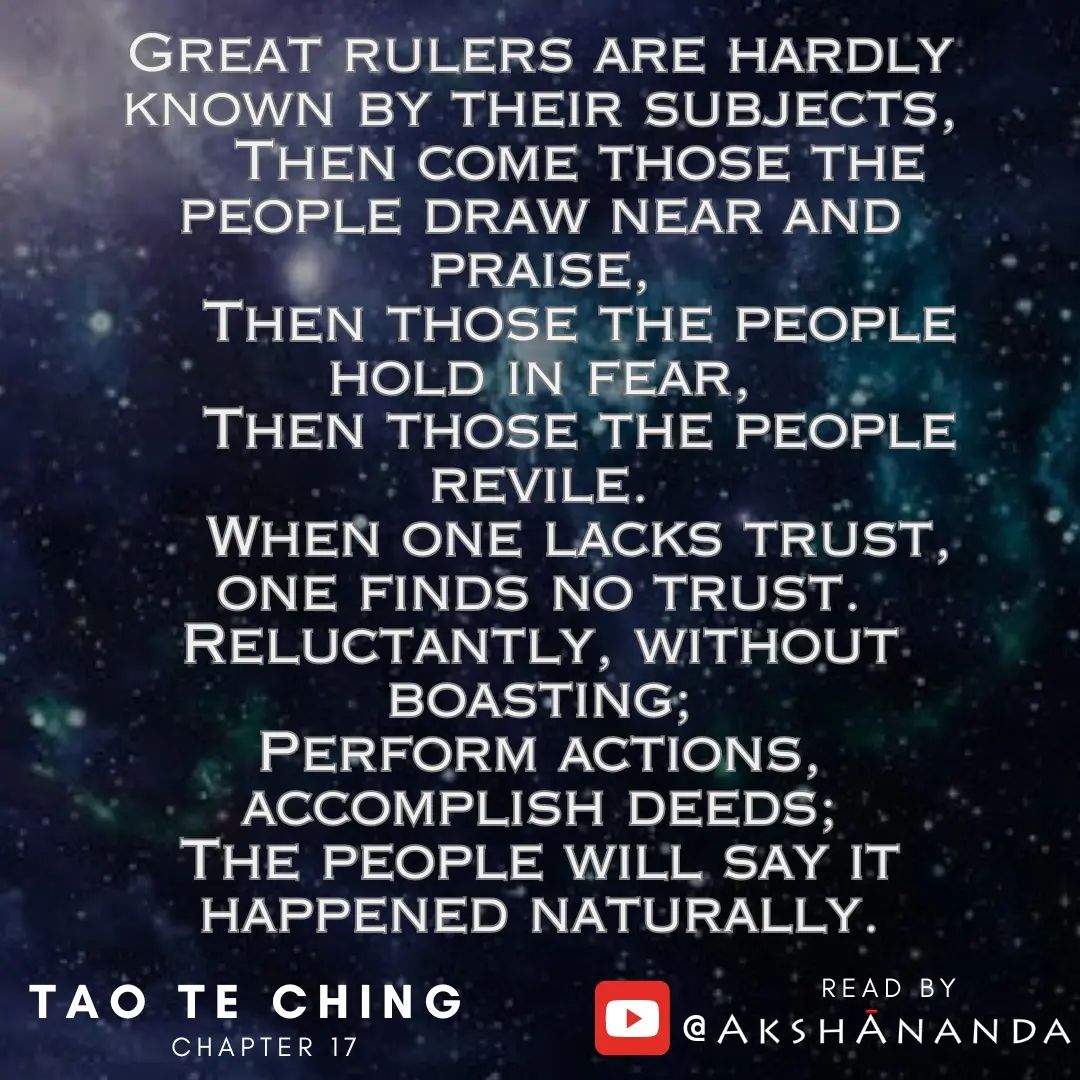 Great rulers are hardly
known by their subjects,
Then come those the
people draw near and
praise,
Then those the people
hold in fear,
Then those the people
revile.
When one lacks trust,
one finds no trust.
Reluctantly, without
boasting;
Perform actions,
accomplish deeds;
The people will say it
happened naturally.
TAO TE CHING
CHAPTER 17
READ BY
@AKSHĀNANDA